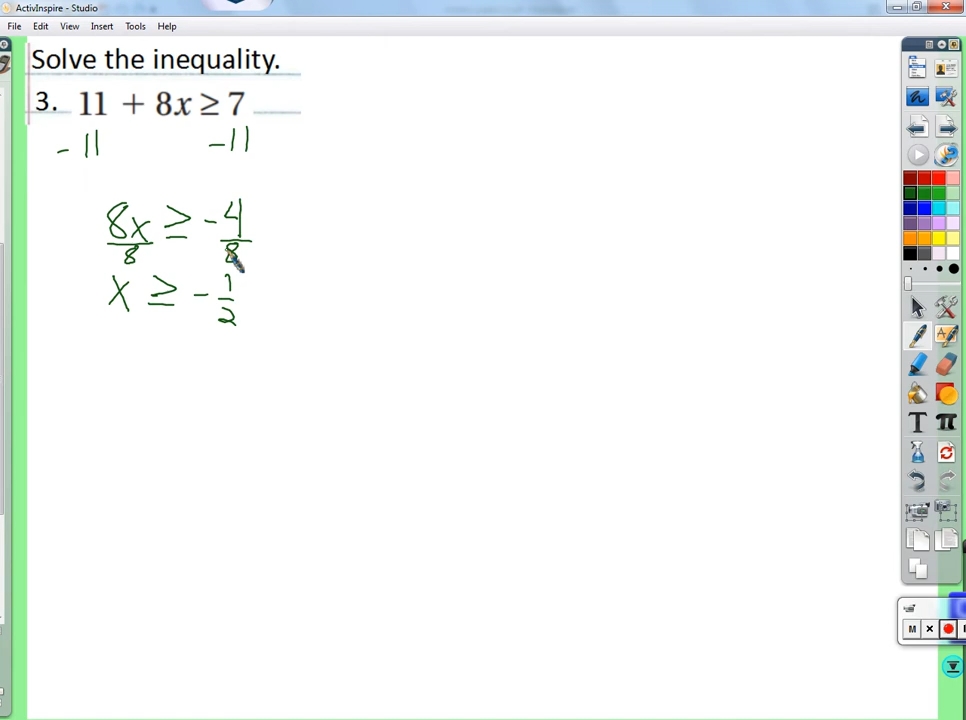 ActivInspire - Studio
File Edit View Insert Tools Help
Solve the inequality.
3. 11 + 8x ≥ 7
- 11 - 11
8x ≥ - 4
8 8
x ≥ - 1
2
M